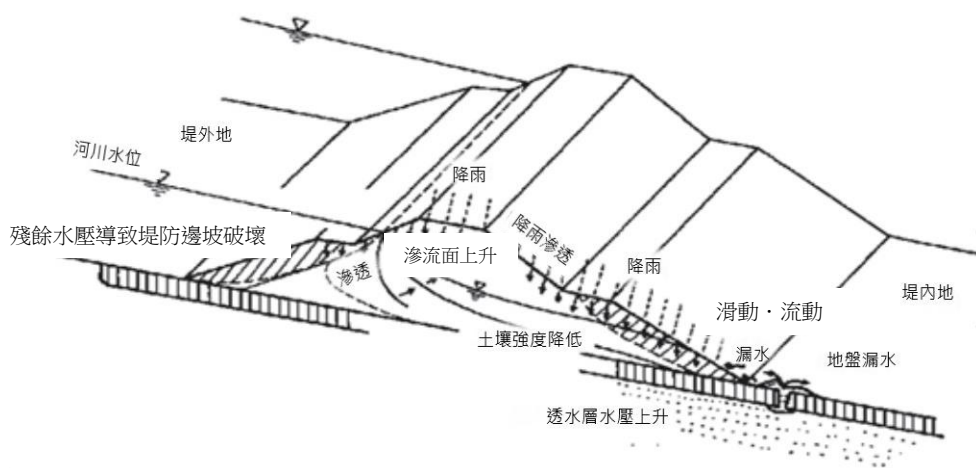 堤外地
河川水位
降雨
殘餘水壓導致堤防邊坡破壞
滲透
滲流面上升
降雨滲透
降雨
滑動．流動
堤內地
土壤強度降低
漏水
地盤漏水
透水層水壓上升